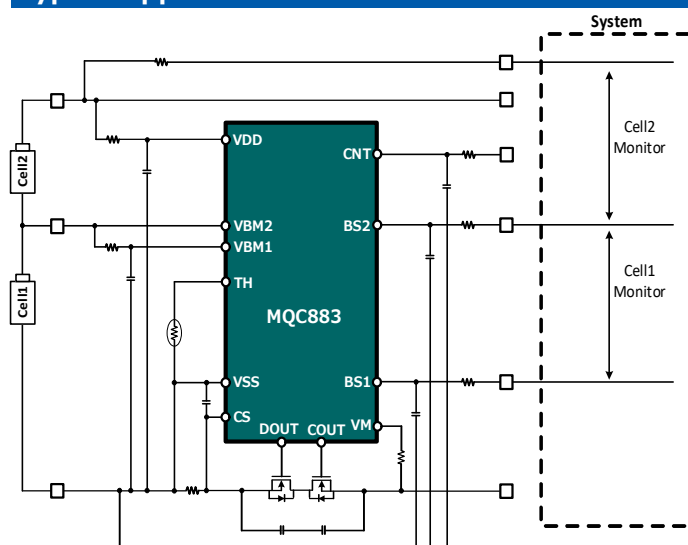 System
VDD
CNT
Cell2
Cell2
Monitor
VBM2
BS2
VBM1
TH
Cell1
Cell1
Monitor
MQC883
VSS
BS1
CS
DOUT
COUT
VM